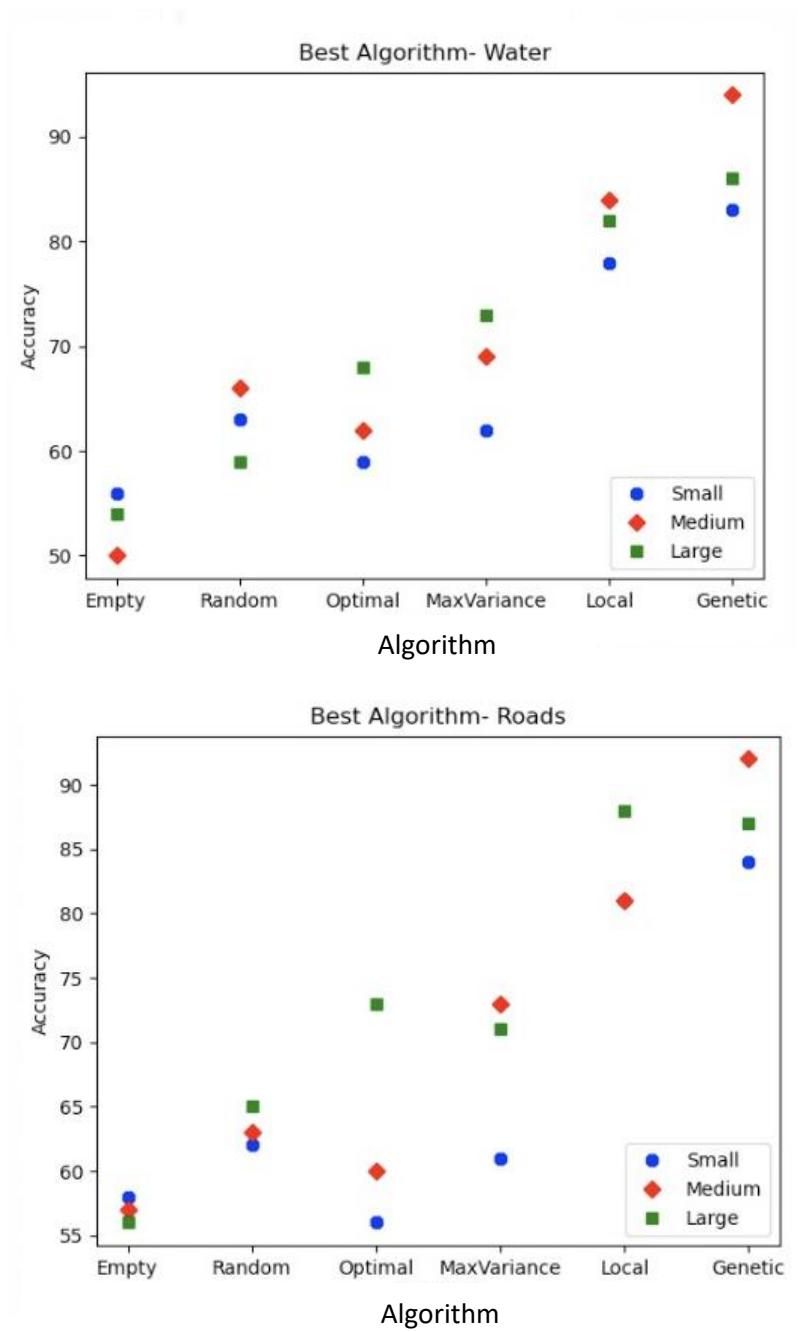 Best Algorithm- Water
Accuracy
90
80
70
60
50
Small
Medium
Large
Empty Random Optimal MaxVariance Local Genetic
Algorithm
Best Algorithm- Roads
Accuracy
90
85
80
75
70
65
60
55
Small
Medium
Large
Empty Random Optimal MaxVariance Local Genetic
Algorithm